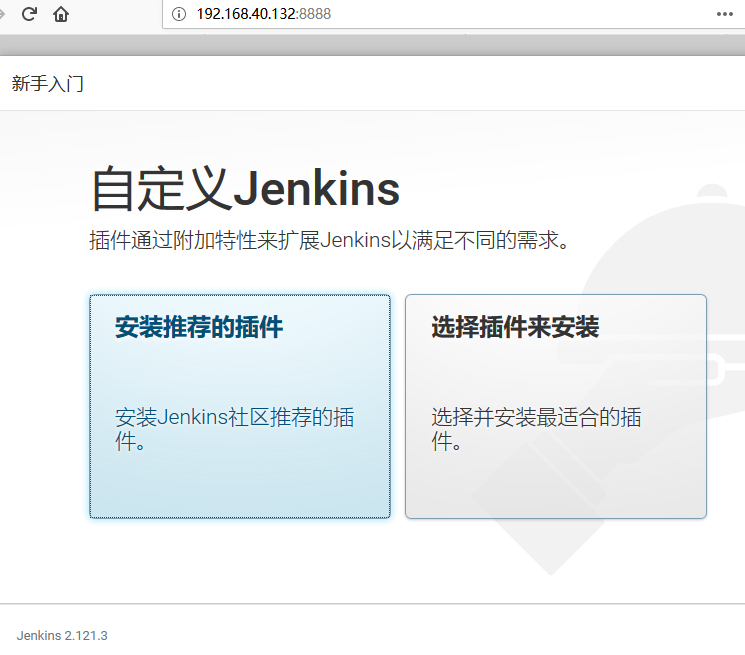 192.168.40.132:8888
新手入门
自定义Jenkins
插件通过附加特性来扩展Jenkins以满足不同的需求。
安装推荐的插件
安装Jenkins社区推荐的插
件。
选择插件来安装
选择并安装最适合的插
件。
Jenkins 2.121.3